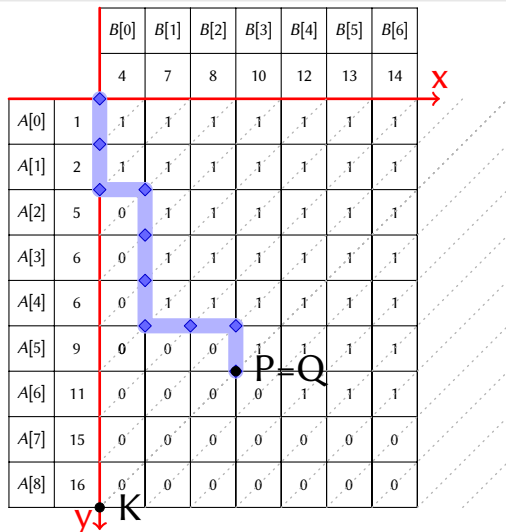 B[0] B[1] B[2] B[3] B[4] B[5] B[6]
4 7 8 10 12 13 14
x
A[0] 1 1 1 1 1 1 1 1
A[1] 2 1 1 1 1 1 1 1
A[2] 5 0 1 1 1 1 1 1
A[3] 6 0 1 1 1 1 1 1
A[4] 6 0 1 1 1 1 1 1
A[5] 9 0 0 0 1 1 1 1
P=Q
A[6] 11 0 0 0 0 1 1 1
A[7] 15 0 0 0 0 0 0 0
A[8] 16 0 0 0 0 0 0 0
y K